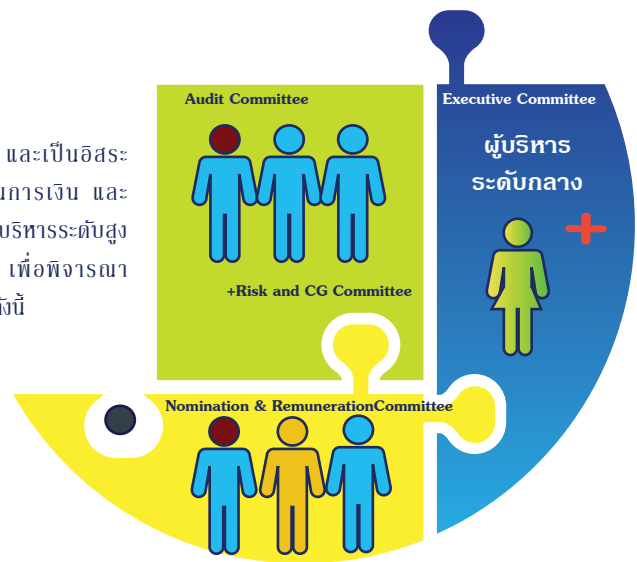 และเป็นอิสระ
นการเงิน และ
บริหารระดับสูง
เพื่อพิจารณา
ังนี้
Audit Committee
+Risk and CG Committee
Executive Committee
ผู้บริหาร
ระดับกลาง
Nomination & RemunerationCommittee